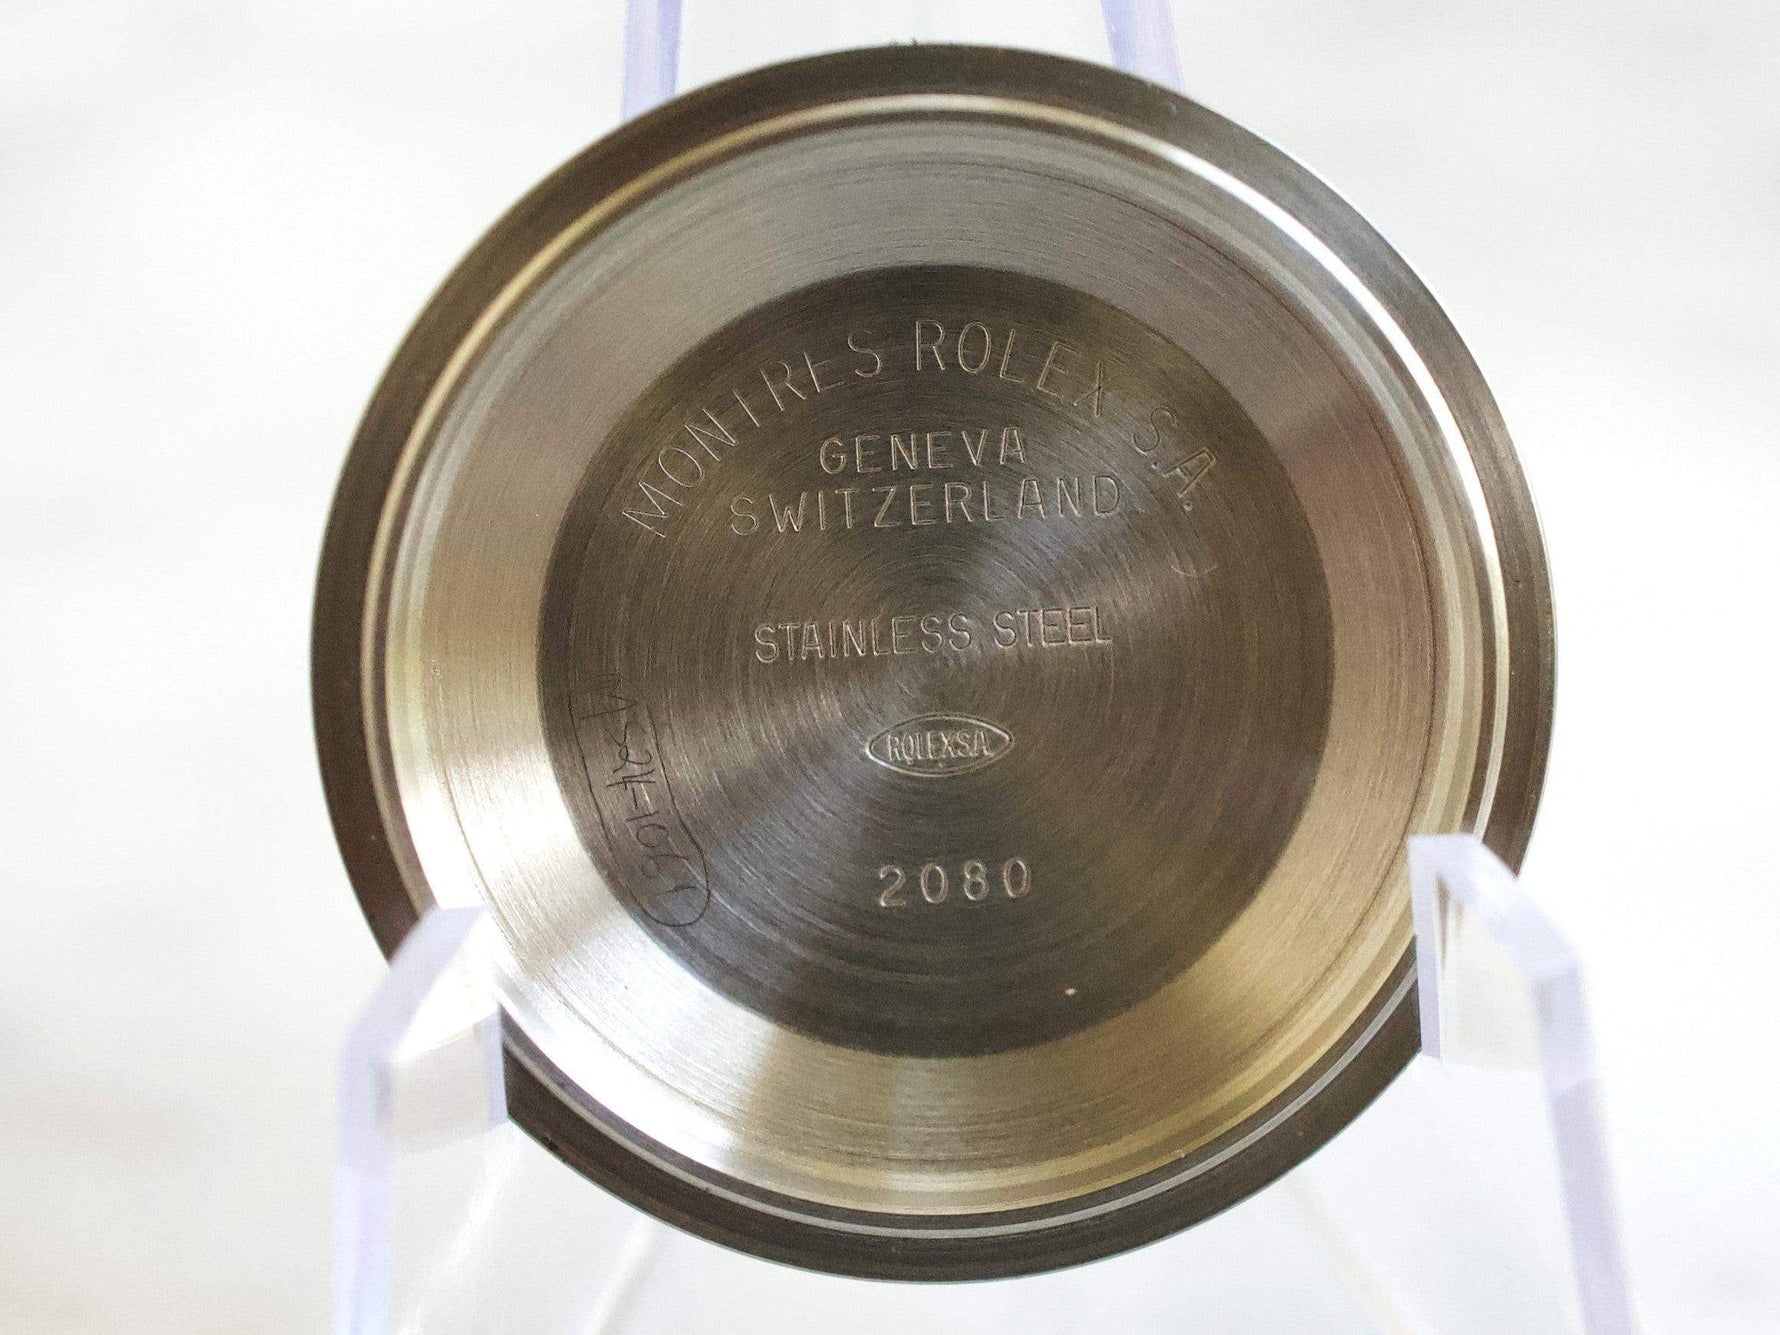 MONTRES ROLEX S.A.
GENEVA
SWITZERLAND
STAINLESS STEEL
ROLEXSA
2080